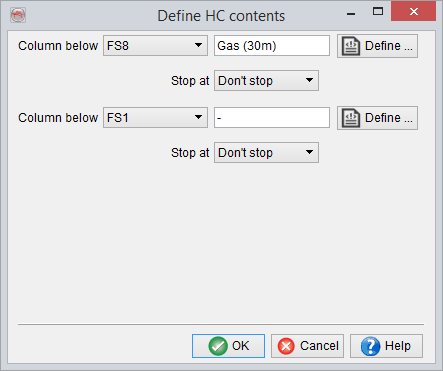 Define HC contents
Column below FS8 Gas (30m) Define ...
Stop at Don't stop
Column below FS1 - Define ...
Stop at Don't stop
OK Cancel Help